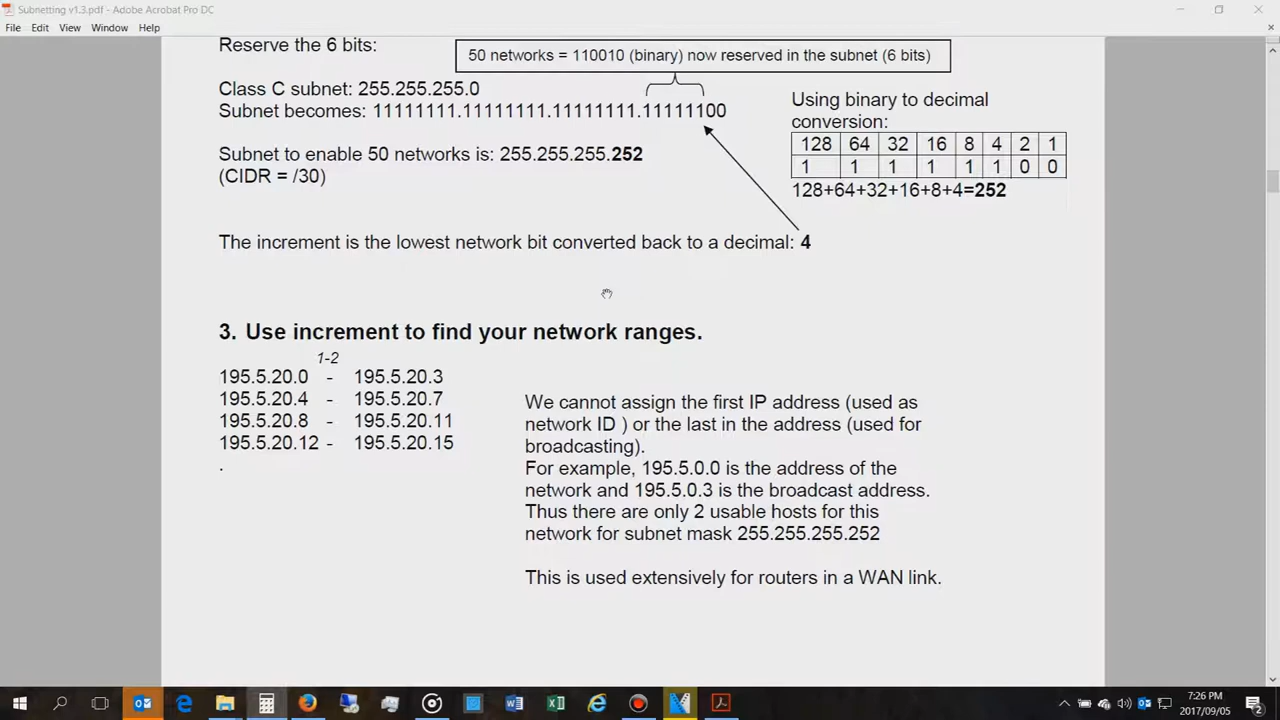 Subnetting v1.3.pdf - Adobe Acrobat Pro DC
File Edit View Window Help
Reserve the 6 bits:
50 networks = 110010 (binary) now reserved in the subnet (6 bits)
Class C subnet: 255.255.255.0
Subnet becomes: 11111111.11111111.11111111.11111100
Using binary to decimal
conversion:
128 64 32 16 8 4 2 1
1 1 1 1 1 1 0 0
128+64+32+16+8+4=252
Subnet to enable 50 networks is: 255.255.255.252
(CIDR = /30)
The increment is the lowest network bit converted back to a decimal: 4
3. Use increment to find your network ranges.
1-2
195.5.20.0 - 195.5.20.3
195.5.20.4 - 195.5.20.7
195.5.20.8 - 195.5.20.11
195.5.20.12 - 195.5.20.15
.
We cannot assign the first IP address (used as
network ID ) or the last in the address (used for
broadcasting).
For example, 195.5.0.0 is the address of the
network and 195.5.0.3 is the broadcast address.
Thus there are only 2 usable hosts for this
network for subnet mask 255.255.255.252
This is used extensively for routers in a WAN link.
7:26 PM
2017/09/05
2